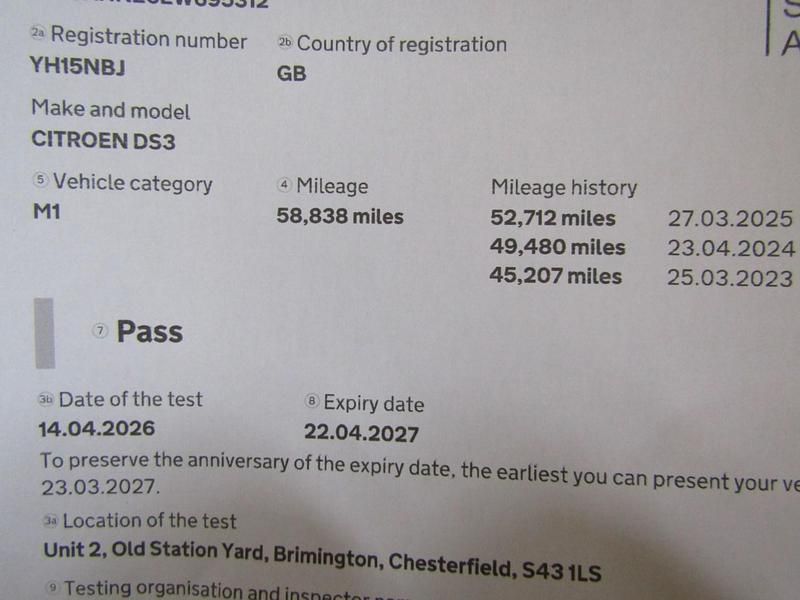 2a Registration number 2b Country of registration
YH15NBJ GB
Make and model
CITROEN DS3
5 Vehicle category 4 Mileage Mileage history
M1 58,838 miles 52,712 miles 27.03.2025
49,480 miles 23.04.2024
45,207 miles 25.03.2023
7 Pass
3b Date of the test 8 Expiry date
14.04.2026 22.04.2027
To preserve the anniversary of the expiry date, the earliest you can present your ve
23.03.2027.
3a Location of the test
Unit 2, Old Station Yard, Brimington, Chesterfield, S43 1LS
9 Testing organisation and inspector